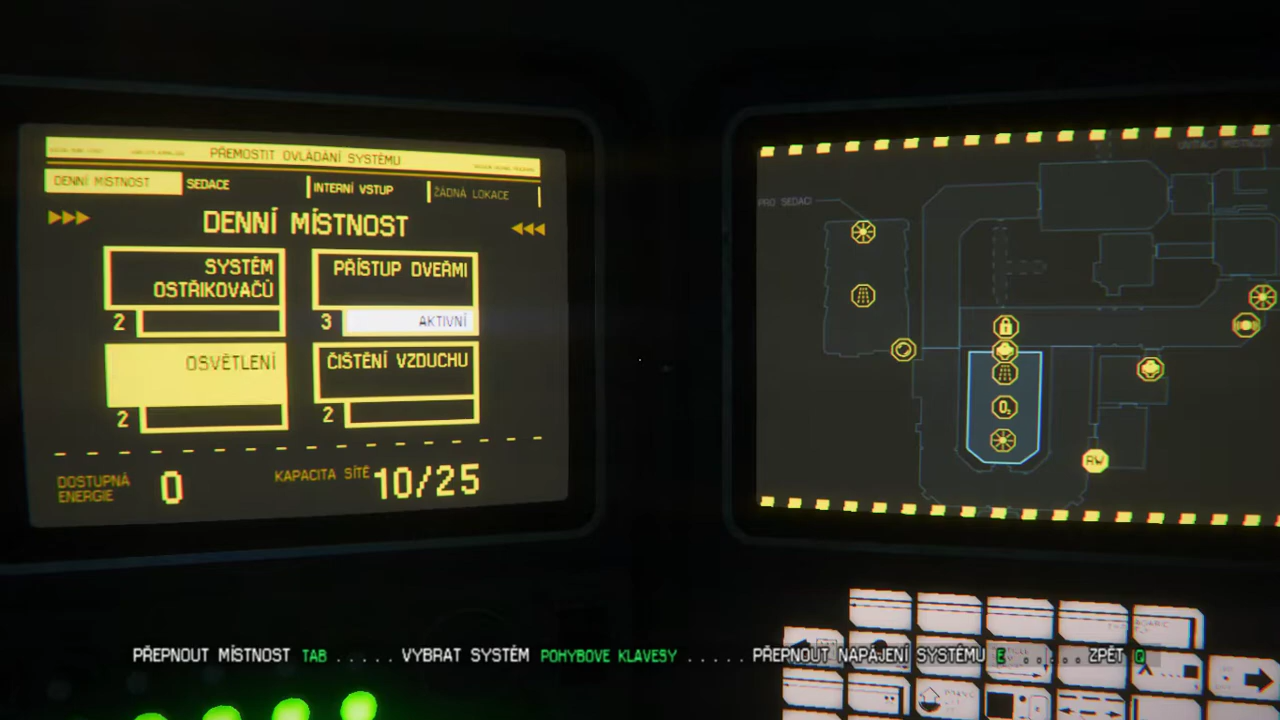 PŘEMOSTIT OVLÁDÁNÍ SYSTÉMU
DENNÍ MÍSTNOST
SEDACE
INTERNÍ VSTUP
ŽÁDNÁ LOKACE
DENNÍ MÍSTNOST
SYSTÉM
OSTŘIKOVAČŮ
2
PŘÍSTUP DVEŘMI
3
AKTIVNÍ
OSVĚTLENÍ
2
ČIŠTĚNÍ VZDUCHU
2
DOSTUPNÁ
ENERGIE
0
KAPACITA SÍTĚ
10/25
PRO SEDACI
O₂
RW
PŘEPNOUT MÍSTNOST TAB ..... VYBRAT SYSTÉM POHYBOVE KLAVESY ..... PŘEPNOUT NAPÁJENÍ SYSTÉMU E ..... ZPĚT Q